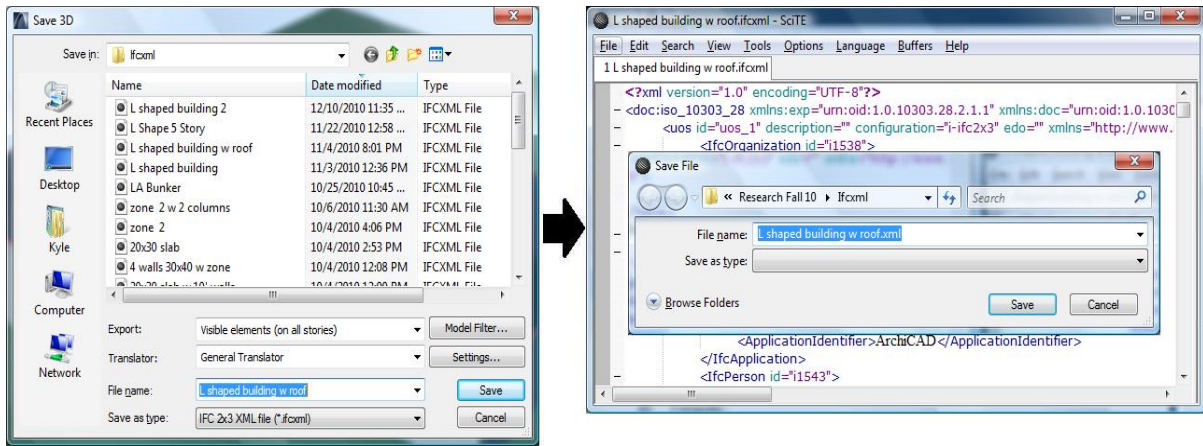 Save 3D
Save in: Ifcxml
Name Date modified Type
L shaped building 2 12/10/2010 11:35 ... IFCXML File
L Shape 5 Story 11/22/2010 12:58 ... IFCXML File
L shaped building w roof 11/4/2010 8:01 PM IFCXML File
L shaped building 11/3/2010 12:36 PM IFCXML File
LA Bunker 10/25/2010 10:45 ... IFCXML File
zone 2 w 2 columns 10/6/2010 11:30 AM IFCXML File
zone 2 10/4/2010 4:06 PM IFCXML File
20x30 slab 10/4/2010 2:53 PM IFCXML File
4 walls 30x40 w zone 10/4/2010 12:08 PM IFCXML File
Recent Places
Desktop
Kyle
Computer
Network
Export: Visible elements (on all stories) Model Filter...
Translator: General Translator Settings...
File name: L shaped building w roof Save
Save as type: IFC 2x3 XML file (*.ifcxml) Cancel
L shaped building w roof.ifcxml - SciTE
File Edit Search View Tools Options Language Buffers Help
1 L shaped building w roof.ifcxml
<?xml version="1.0" encoding="UTF-8"?>
<doc:iso_10303_28 xmlns:exp="urn:oid:1.0.10303.28.2.1.1" xmlns:doc="urn:oid:1.0.1030
<uos id="uos_1" description="" configuration="i-ifc2x3" edo="" xmlns="http://www.
<IfcOrganization id="i1538">
Save File
« Research Fall 10 Ifcxml Search
File name: L shaped building w roof.xml
Save as type:
Browse Folders Save Cancel
<ApplicationIdentifier>ArchiCAD</ApplicationIdentifier>
</IfcApplication>
<IfcPerson id="i1543">